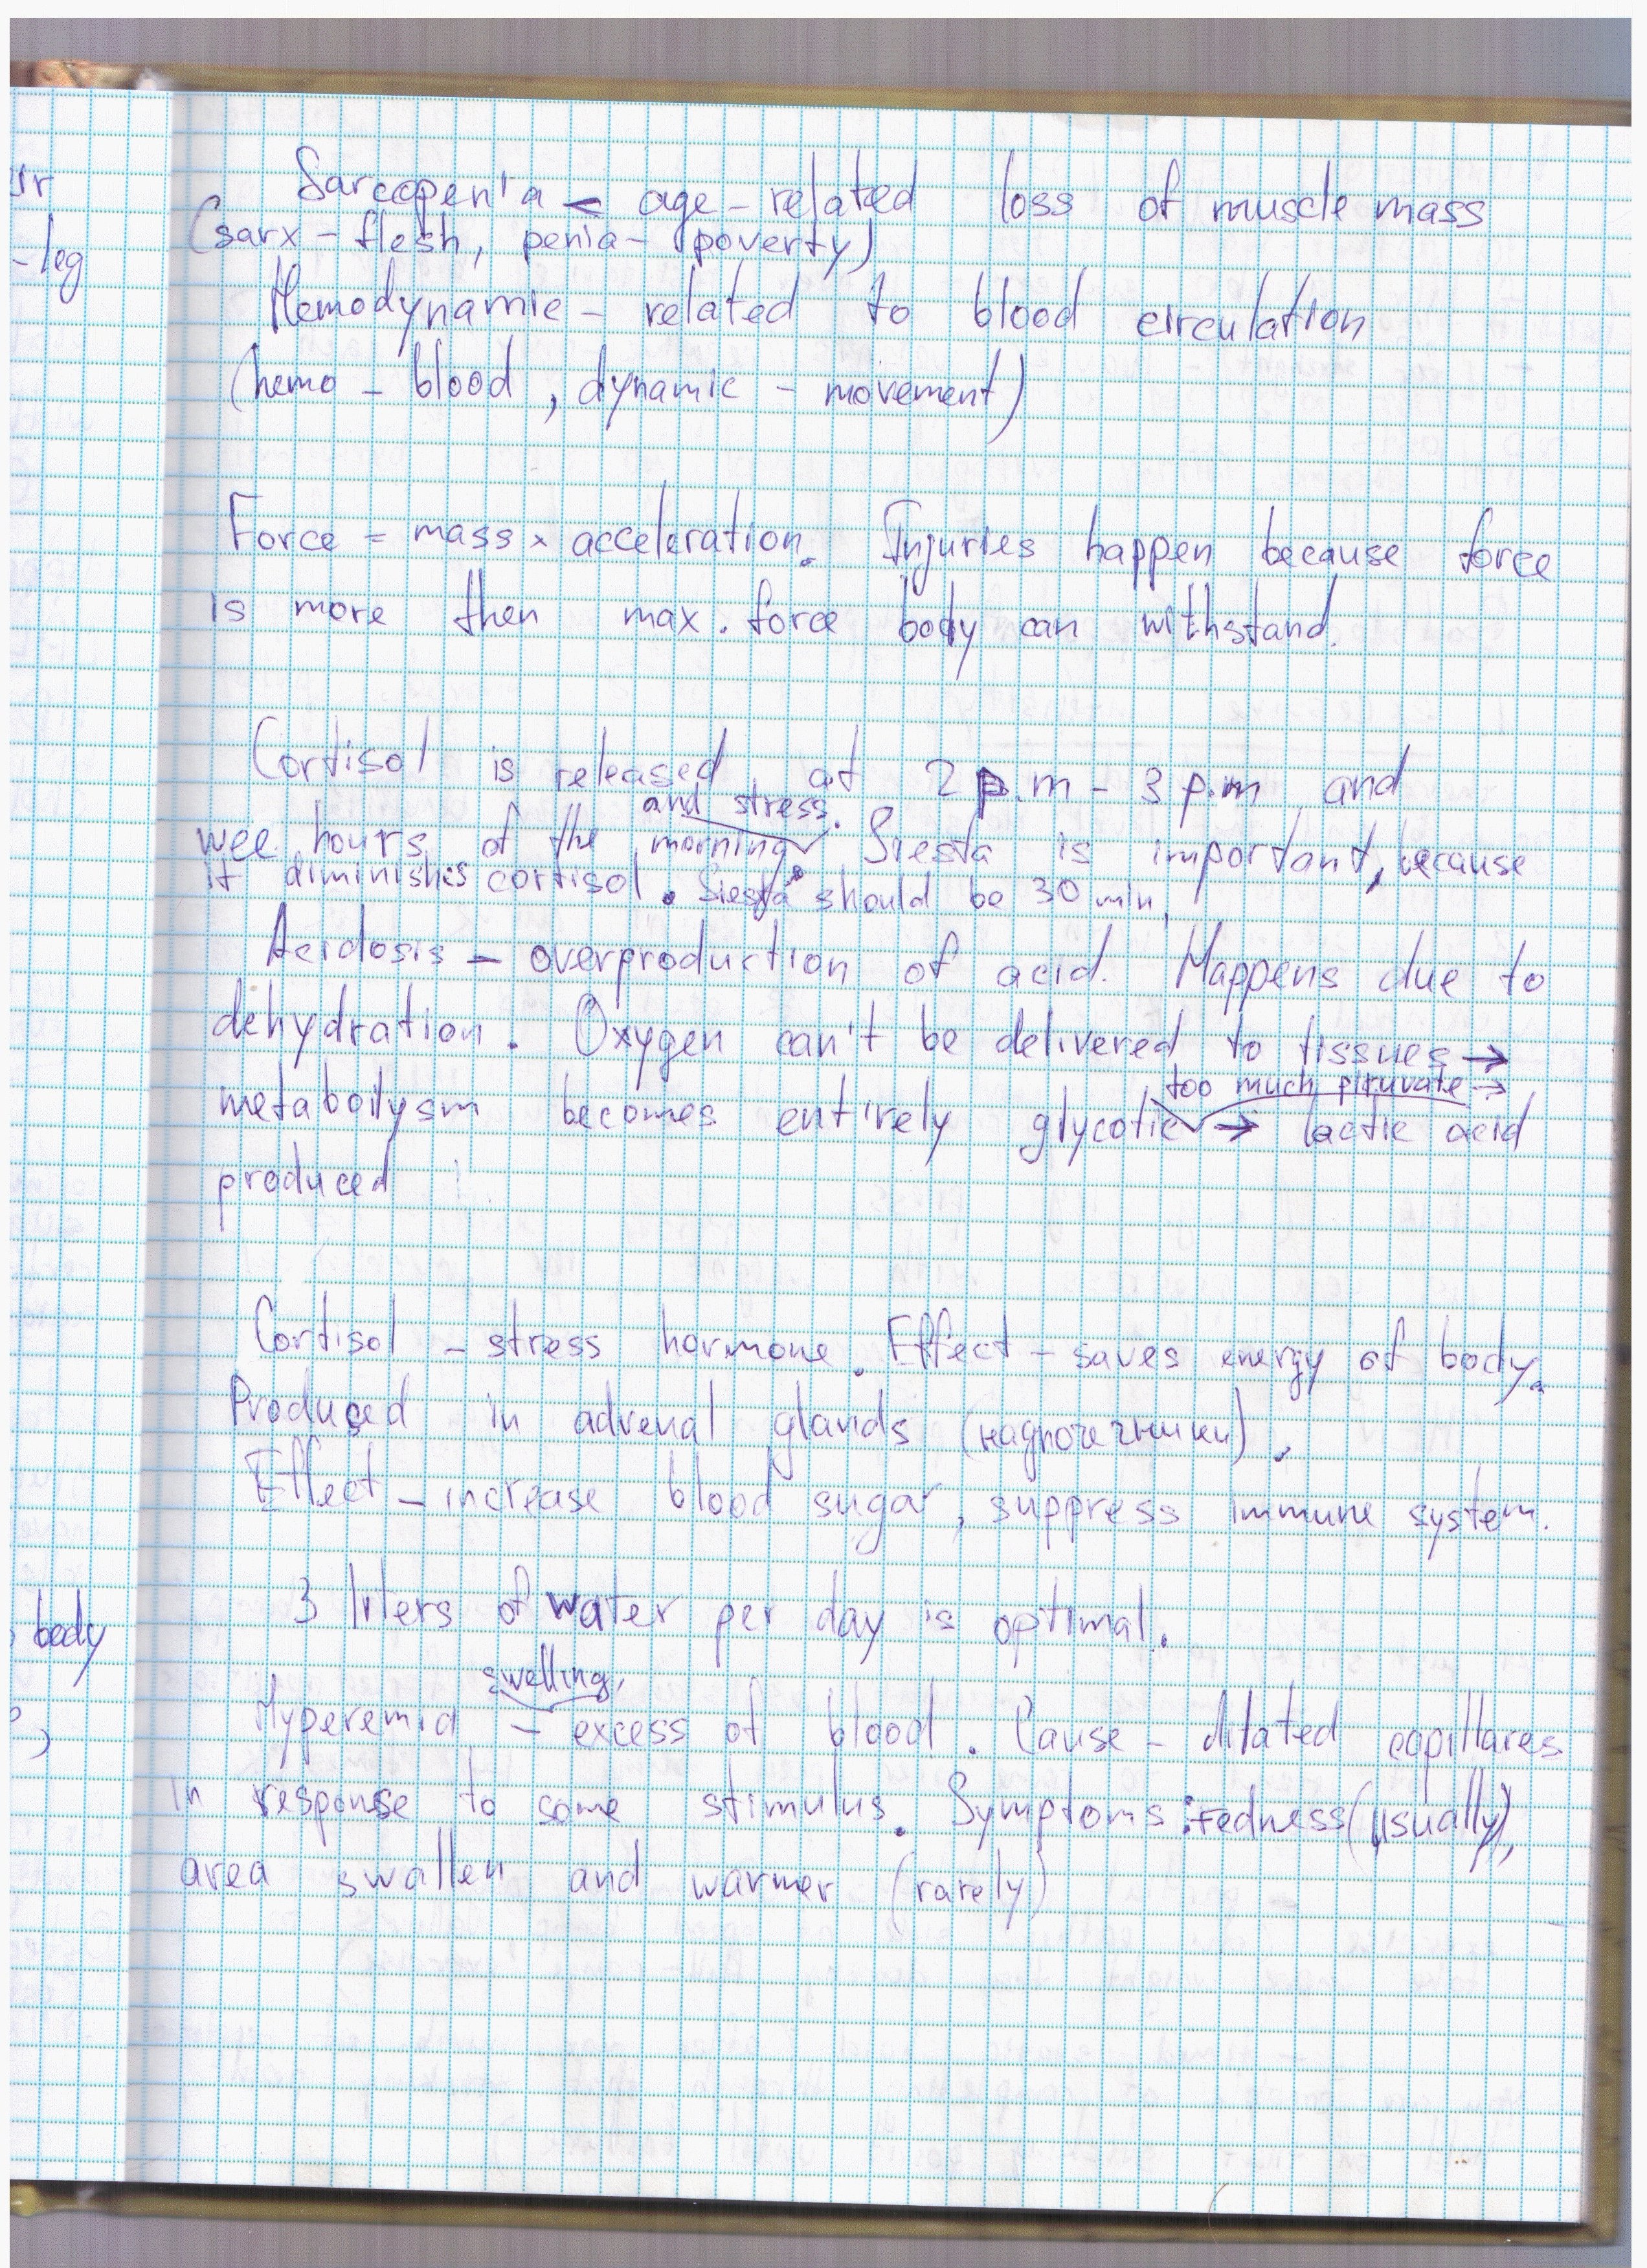 Sarcopenia – age-related loss of muscle mass
(sarx – flesh, penia – poverty)
Hemodynamic – related to blood circulation
(hemo – blood, dynamic – movement)
Force = mass x acceleration. Injuries happen because force
is more then max. force body can withstand.
Cortisol is released at 2 p.m – 3 p.m and
and stress.
wee hours of the morning. Siesta is important, because
it diminishes cortisol. Siesta should be 30 min.
Acidosis – overproduction of acid. Happens due to
dehydration. Oxygen can't be delivered to tissues →
too much piruvate →
metabolysm becomes entirely glycotic → lactic acid
produced
Cortisol – stress hormone. Effect – saves energy of body.
Produced in adrenal glands (надпочечники).
Effect – increase blood sugar, suppress immune system.
3 liters of water per day is optimal.
swelling,
Hyperemia – excess of blood. Cause – dilated capillares
in response to some stimulus. Symptoms: redness (usually),
area swallen and warmer (rarely)
-leg
body